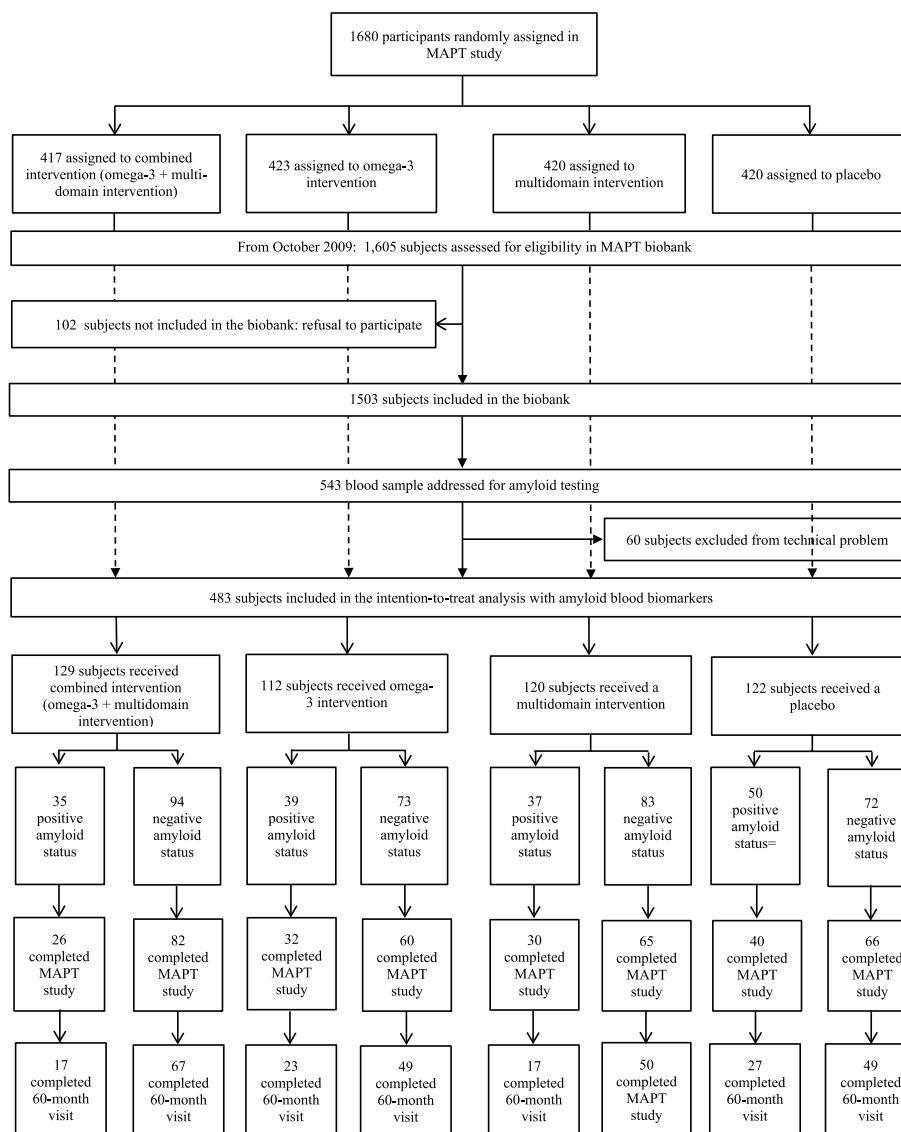 1680 participants randomly assigned in
MAPT study
417 assigned to combined
intervention (omega-3 + multi-
domain intervention)
423 assigned to omega-3
intervention
420 assigned to
multidomain intervention
420 assigned to placebo
From October 2009:  1,605 subjects assessed for eligibility in MAPT biobank
102  subjects not included in the biobank: refusal to participate
1503 subjects included in the biobank
543 blood sample addressed for amyloid testing
60 subjects excluded from technical problem
483 subjects included in the intention-to-treat analysis with amyloid blood biomarkers
129 subjects received
combined intervention
(omega-3 + multidomain
intervention)
112 subjects received omega-
3 intervention
120 subjects received a
multidomain intervention
122 subjects received a
placebo
35
positive
amyloid
status
94
negative
amyloid
status
39
positive
amyloid
status
73
negative
amyloid
status
37
positive
amyloid
status
83
negative
amyloid
status
50
positive
amyloid
status=
72
negative
amyloid
status
26
completed
MAPT
study
82
completed
MAPT
study
32
completed
MAPT
study
60
completed
MAPT
study
30
completed
MAPT
study
65
completed
MAPT
study
40
completed
MAPT
study
66
completed
MAPT
study
17
completed
60-month
visit
67
completed
60-month
visit
23
completed
60-month
visit
49
completed
60-month
visit
17
completed
60-month
visit
50
completed
MAPT
study
27
completed
60-month
visit
49
completed
60-month
visit